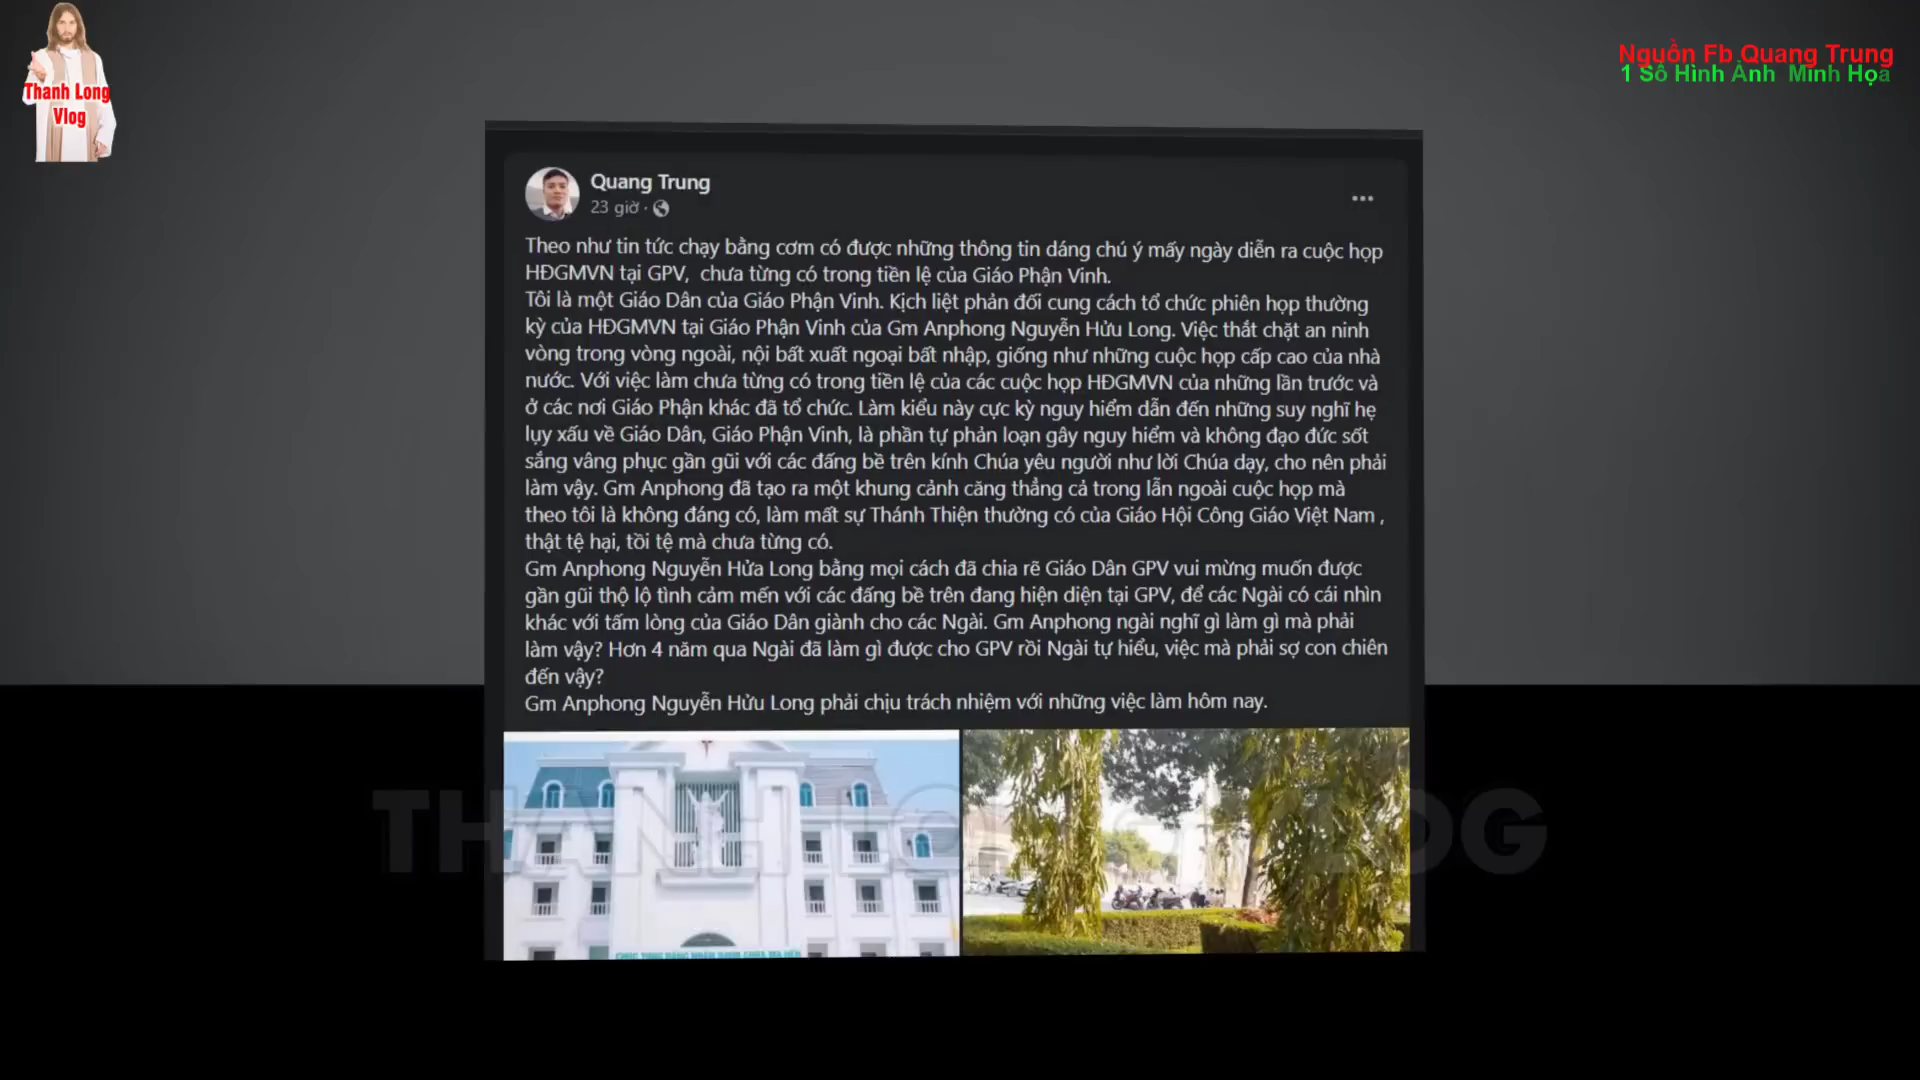 Thanh Long
Vlog
Nguồn Fb Quang Trung
1 Số Hình Ảnh Minh Họa
Quang Trung
23 giờ ·
Theo như tin tức chạy bằng cơm có được những thông tin dáng chú ý mấy ngày diễn ra cuộc họp
HĐGMVN tại GPV, chưa từng có trong tiền lệ của Giáo Phận Vinh.
Tôi là một Giáo Dân của Giáo Phận Vinh. Kịch liệt phản đối cung cách tổ chức phiên họp thường
kỳ của HĐGMVN tại Giáo Phận Vinh của Gm Anphong Nguyễn Hửu Long. Việc thắt chặt an ninh
vòng trong vòng ngoài, nội bất xuất ngoại bất nhập, giống như những cuộc họp cấp cao của nhà
nước. Với việc làm chưa từng có trong tiền lệ của các cuộc họp HĐGMVN của những lần trước và
ở các nơi Giáo Phận khác đã tổ chức. Làm kiểu này cực kỳ nguy hiểm dẫn đến những suy nghĩ hẹ
lụy xấu về Giáo Dân, Giáo Phận Vinh, là phần tự phản loạn gây nguy hiểm và không đạo đức sốt
sắng vâng phục gần gũi với các đấng bề trên kính Chúa yêu người như lời Chúa dạy, cho nên phải
làm vậy. Gm Anphong đã tạo ra một khung cảnh căng thẳng cả trong lẫn ngoài cuộc họp mà
theo tôi là không đáng có, làm mất sự Thánh Thiện thường có của Giáo Hội Công Giáo Việt Nam ,
thật tệ hại, tồi tệ mà chưa từng có.
Gm Anphong Nguyễn Hửa Long bằng mọi cách đã chia rẽ Giáo Dân GPV vui mừng muốn được
gần gũi thộ lộ tình cảm mến với các đấng bề trên đang hiện diện tại GPV, để các Ngài có cái nhìn
khác với tấm lòng của Giáo Dân giành cho các Ngài. Gm Anphong ngài nghĩ gì làm gì mà phải
làm vậy? Hơn 4 năm qua Ngài đã làm gì được cho GPV rồi Ngài tự hiểu, việc mà phải sợ con chiên
đến vậy?
Gm Anphong Nguyễn Hửu Long phải chịu trách nhiệm với những việc làm hôm nay.
THANH LONG VLOG